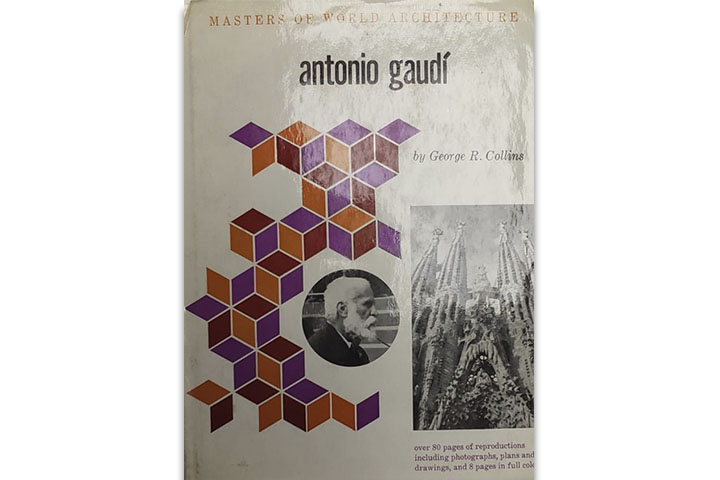 MASTERS OF WORLD ARCHITECTURE
antonio gaudí
by George R. Collins
over 80 pages of reproductions
including photographs, plans and
drawings, and 8 pages in full colo